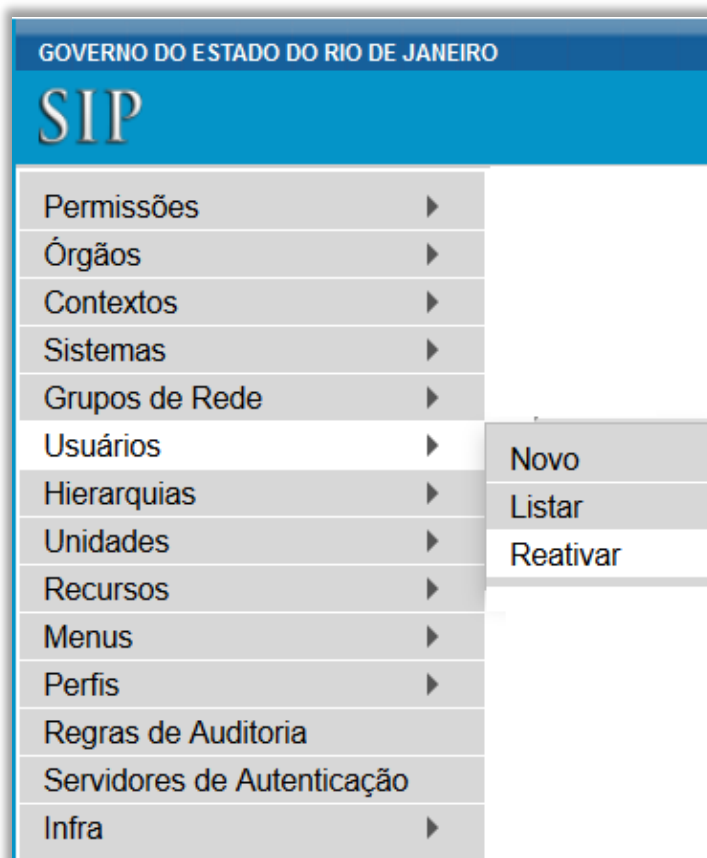 GOVERNO DO ESTADO DO RIO DE JANEIRO
SIP
Permissões
Órgãos
Contextos
Sistemas
Grupos de Rede
Usuários
Hierarquias
Unidades
Recursos
Menus
Perfis
Regras de Auditoria
Servidores de Autenticação
Infra
Novo
Listar
Reativar